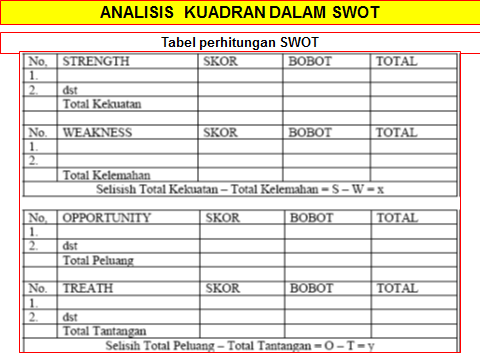 ANALISIS KUADRAN DALAM SWOT
Tabel perhitungan SWOT
No, STRENGTH SKOR BOBOT TOTAL
1.
2. dst
Total Kekuatan
No. WEAKNESS SKOR BOBOT TOTAL
1.
2.
Total Kelemahan
Selisish Total Kekuatan – Total Kelemahan = S – W = x
No, OPPORTUNITY SKOR BOBOT TOTAL
1.
2. dst
Total Peluang
No. TREATH SKOR BOBOT TOTAL
1.
2. dst
Total Tantangan
Selisih Total Peluang – Total Tantangan = O – T = y